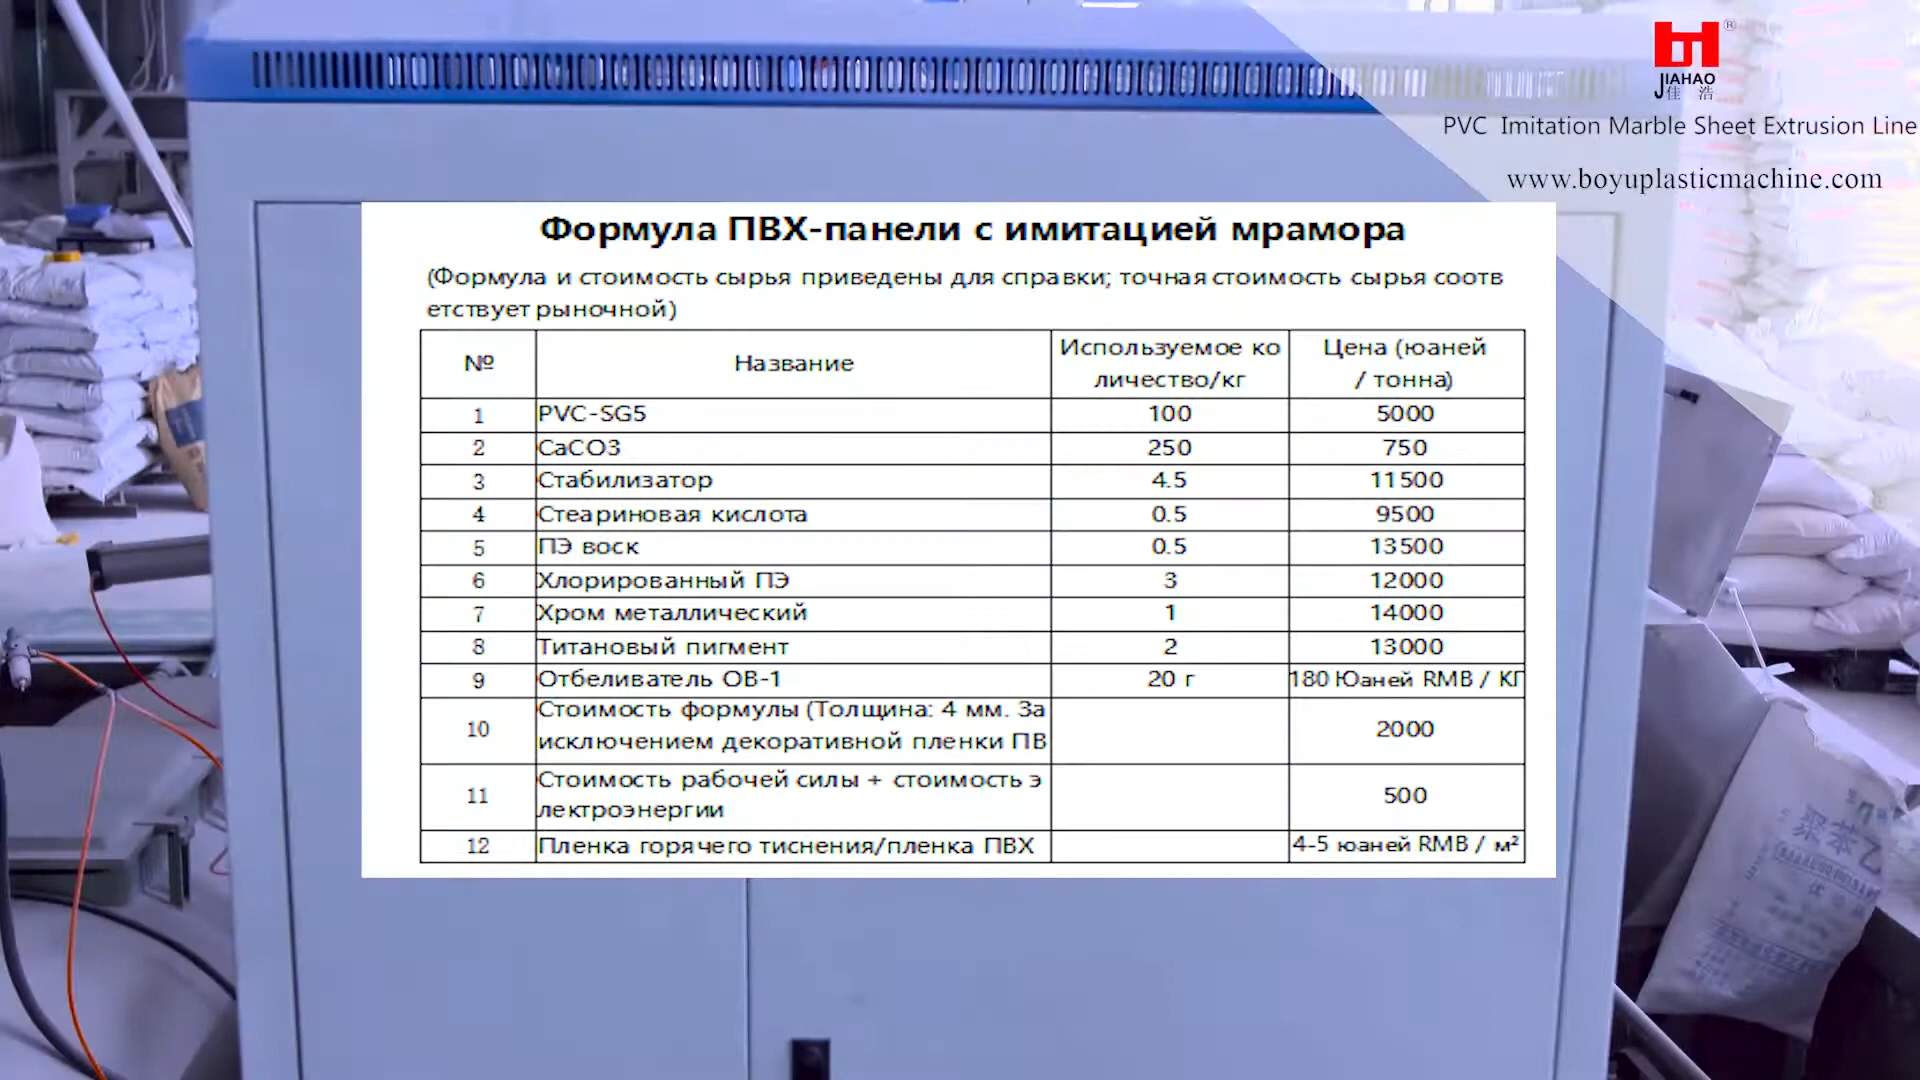 JIAHAO
佳 浩
PVC Imitation Marble Sheet Extrusion Line
www.boyuplasticmachine.com
Формула ПВХ-панели с имитацией мрамора
(Формула и стоимость сырья приведены для справки; точная стоимость сырья соотв
етствует рыночной)
№ Название Используемое ко Цена (юаней
личество/кг / тонна)
1 PVC-SG5 100 5000
2 CaCO3 250 750
3 Стабилизатор 4.5 11500
4 Стеариновая кислота 0.5 9500
5 ПЭ воск 0.5 13500
6 Хлорированный ПЭ 3 12000
7 Хром металлический 1 14000
8 Титановый пигмент 2 13000
9 Отбеливатель ОВ-1 20 г 180 Юаней RMB / КГ
10 Стоимость формулы (Толщина: 4 мм. За 2000
исключением декоративной пленки ПВ
11 Стоимость рабочей силы + стоимость э 500
лектроэнергии
12 Пленка горячего тиснения/пленка ПВХ 4-5 юаней RMB / м²
聚苯乙